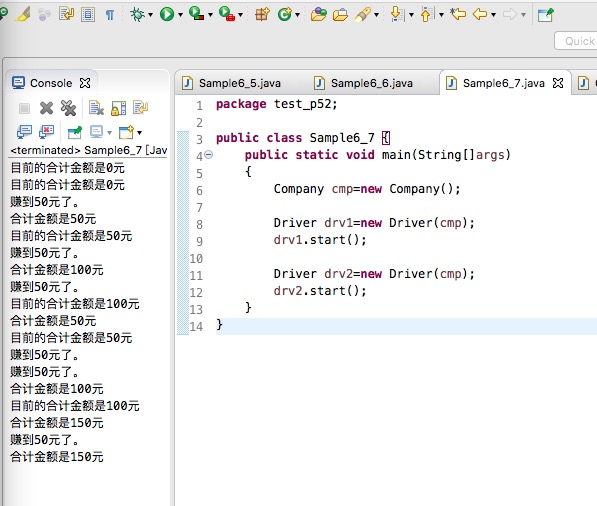 Quick
Console
Sample6_5.java
Sample6_6.java
Sample6_7.java
<terminated> Sample6_7 [Jav
目前的合计金额是0元
目前的合计金额是0元
赚到50元了。
合计金额是50元
目前的合计金额是50元
赚到50元了。
合计金额是100元
赚到50元了。
目前的合计金额是100元
合计金额是50元
目前的合计金额是50元
赚到50元了。
合计金额是100元
目前的合计金额是100元
合计金额是150元
赚到50元了。
合计金额是150元
1 package test_p52;
2
3 public class Sample6_7 {
4 public static void main(String[]args)
5 {
6 Company cmp=new Company();
7
8 Driver drv1=new Driver(cmp);
9 drv1.start();
10
11 Driver drv2=new Driver(cmp);
12 drv2.start();
13 }
14 }